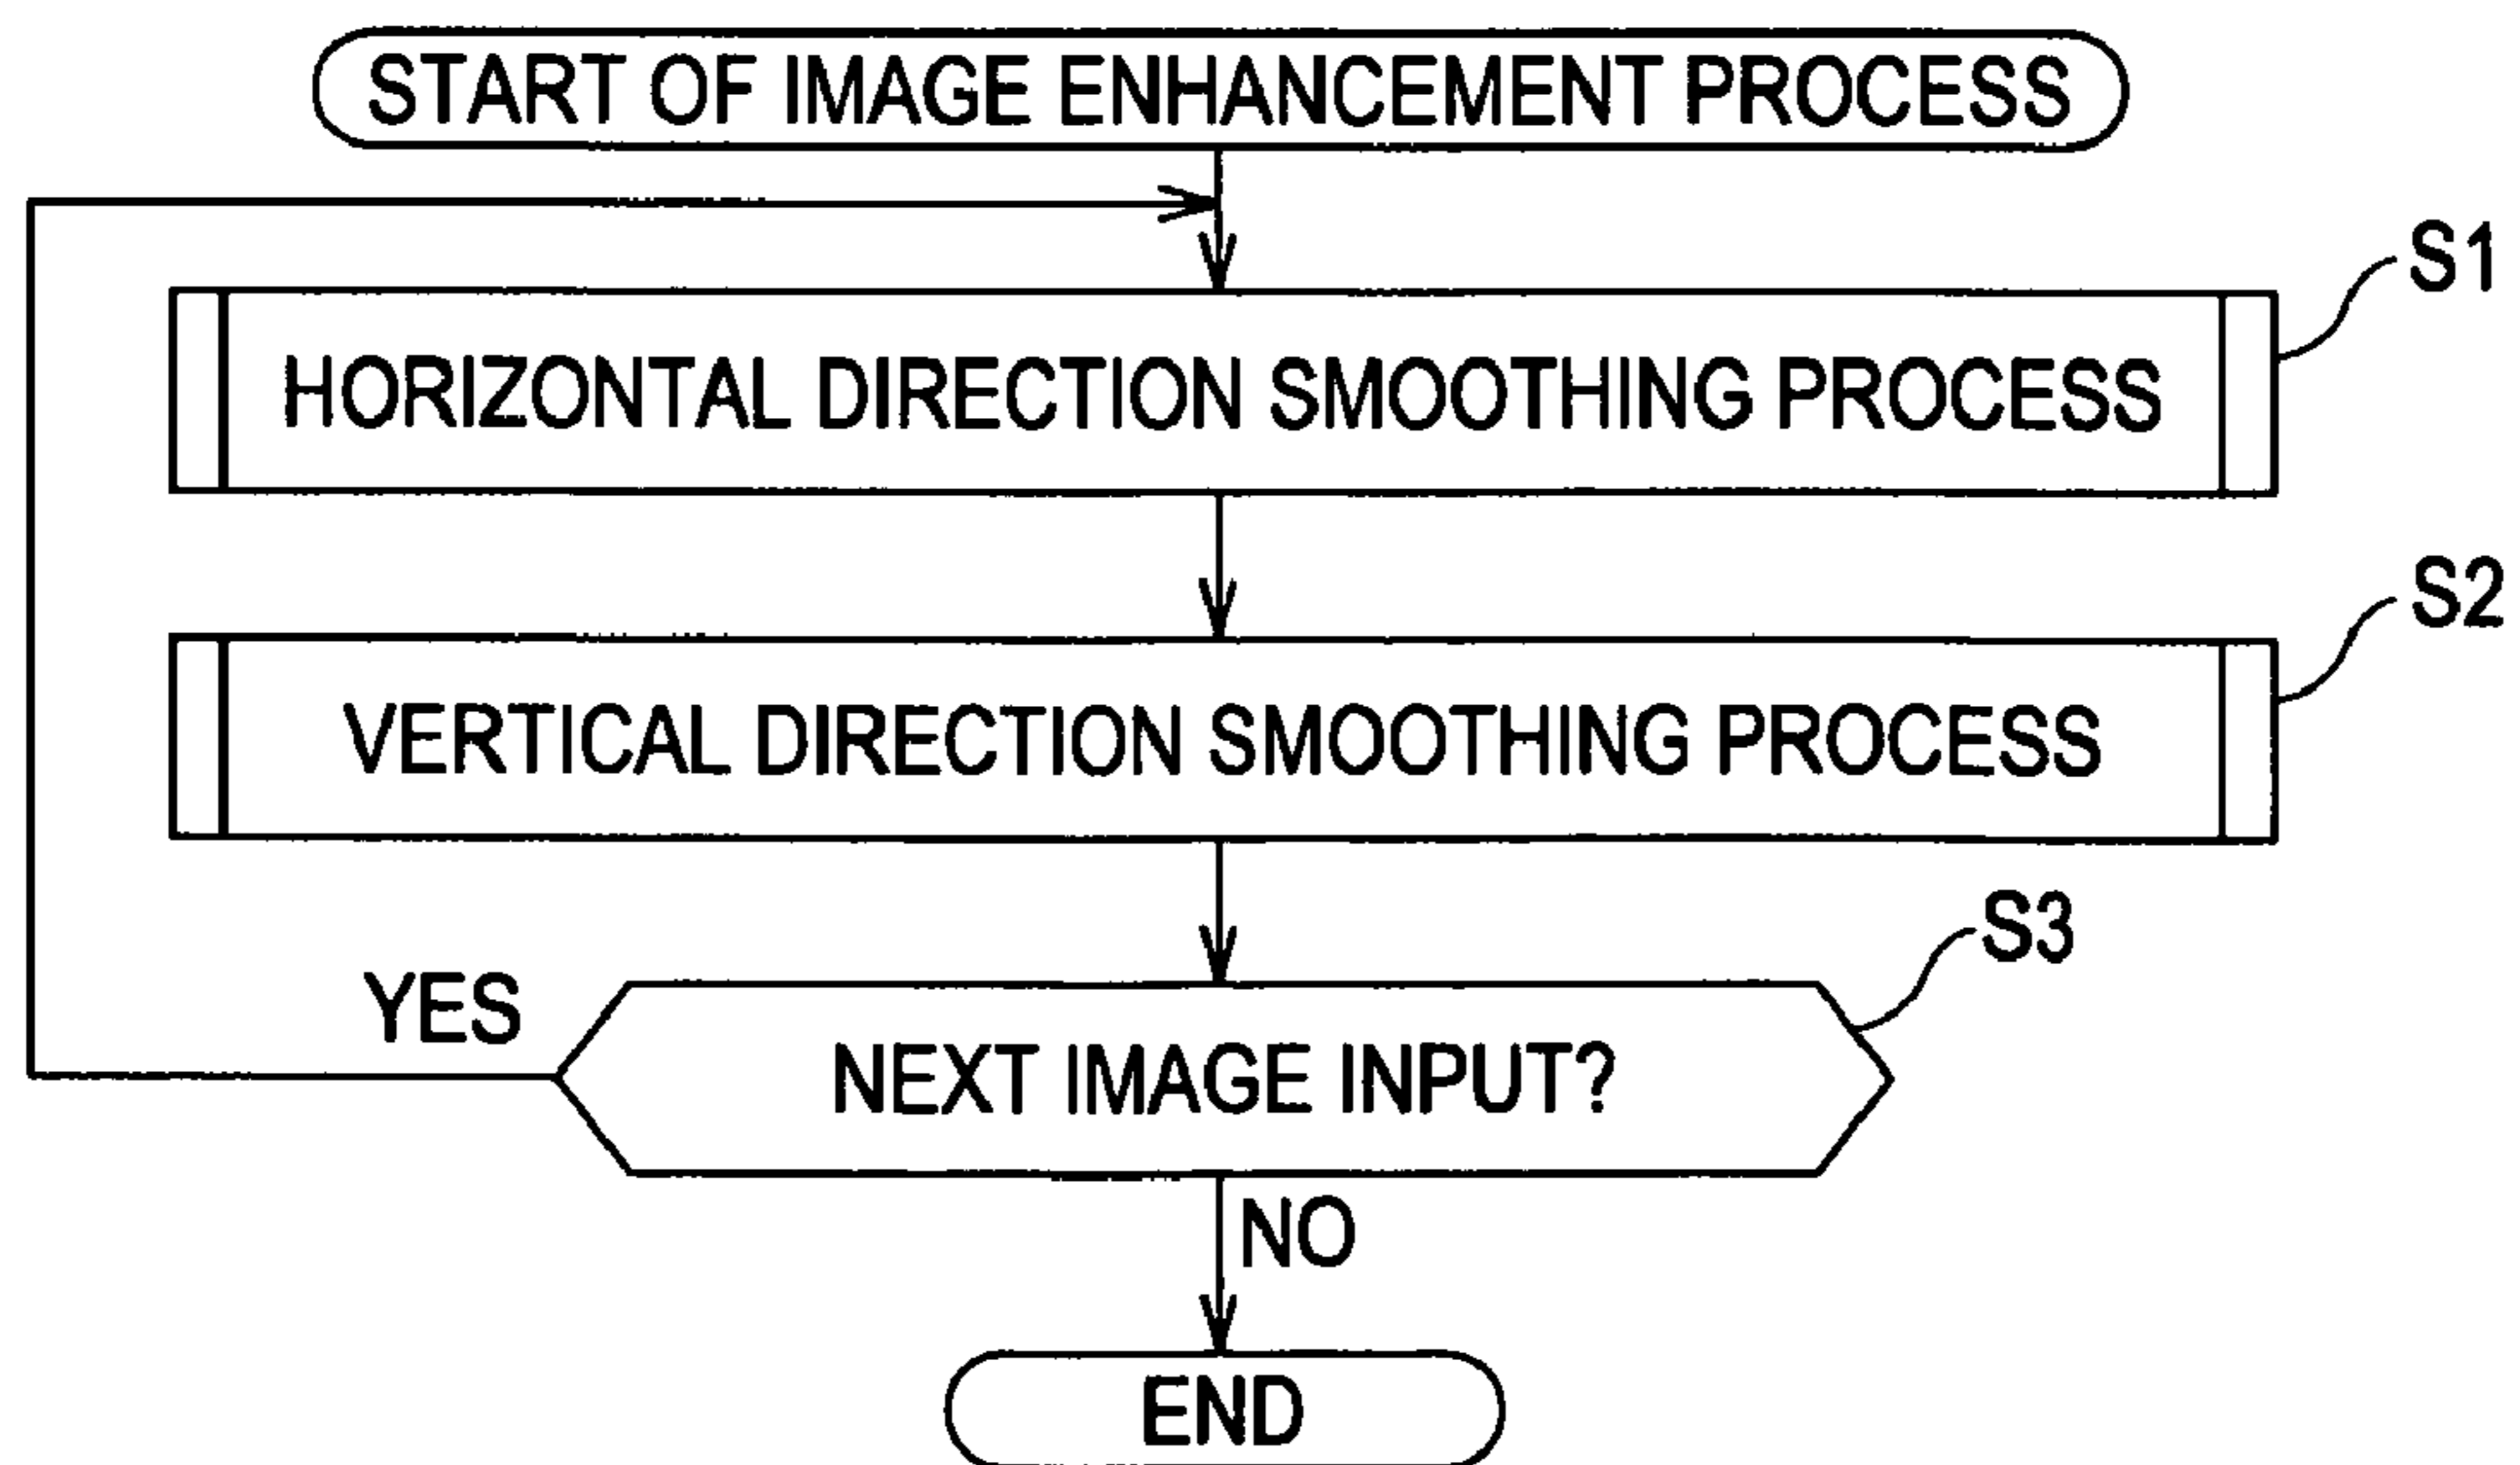 START OF IMAGE ENHANCEMENT PROCESS
S1
HORIZONTAL DIRECTION SMOOTHING PROCESS
S2
VERTICAL DIRECTION SMOOTHING PROCESS
S3
YES
NEXT IMAGE INPUT?
NO
END